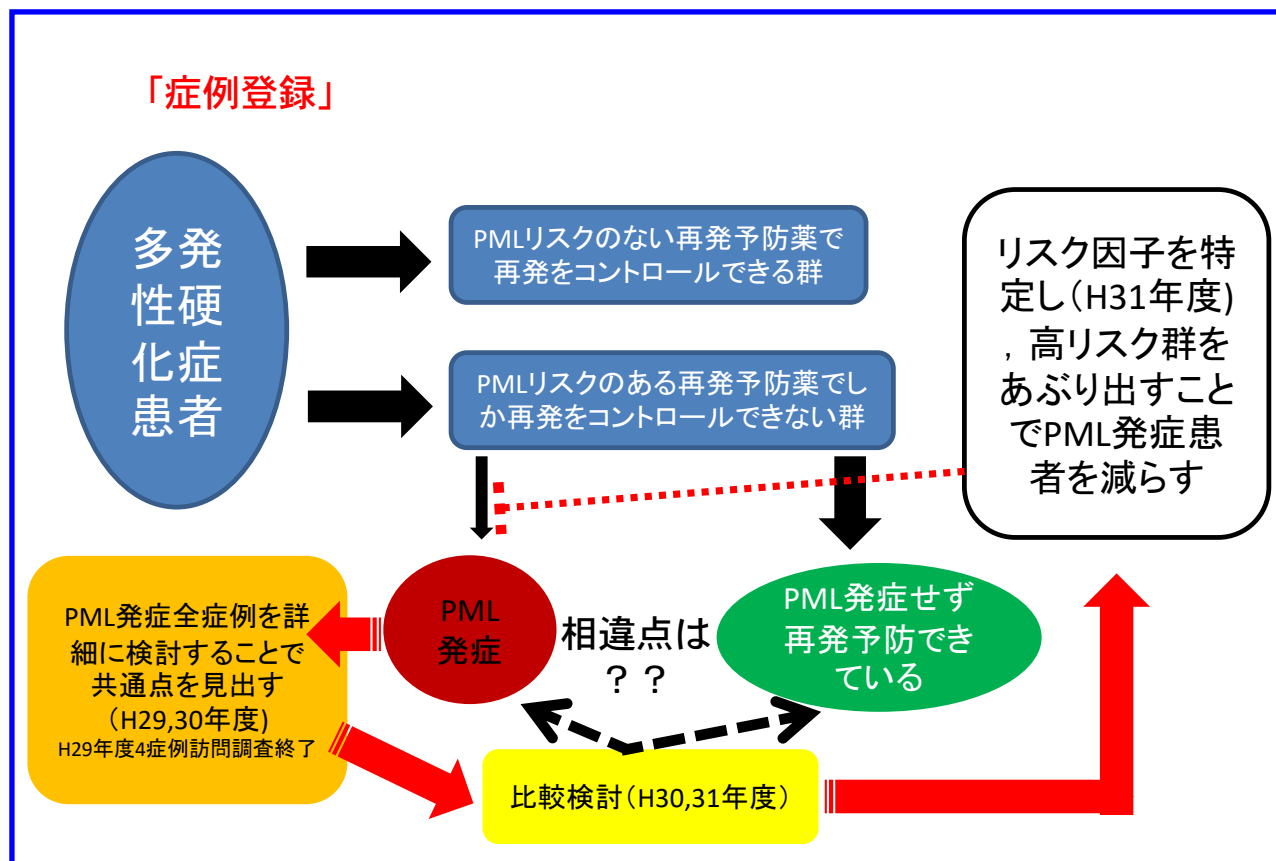 「症例登録」
多発
性硬
化症
患者
PMLリスクのない再発予防薬で
再発をコントロールできる群
PMLリスクのある再発予防薬でし
か再発をコントロールできない群
リスク因子を特
定し(H31年度)
，高リスク群を
あぶり出すこと
でPML発症患
者を減らす
PML発症全症例を詳
細に検討することで
共通点を見出す
（H29,30年度)
H29年度4症例訪問調査終了
PML
発症
相違点は
？？
PML発症せず
再発予防でき
ている
比較検討（H30,31年度）